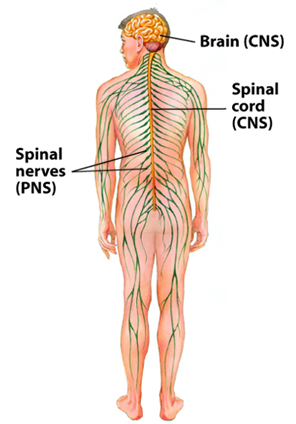 Brain (CNS)
Spinal
cord
(CNS)
Spinal
nerves
(PNS)